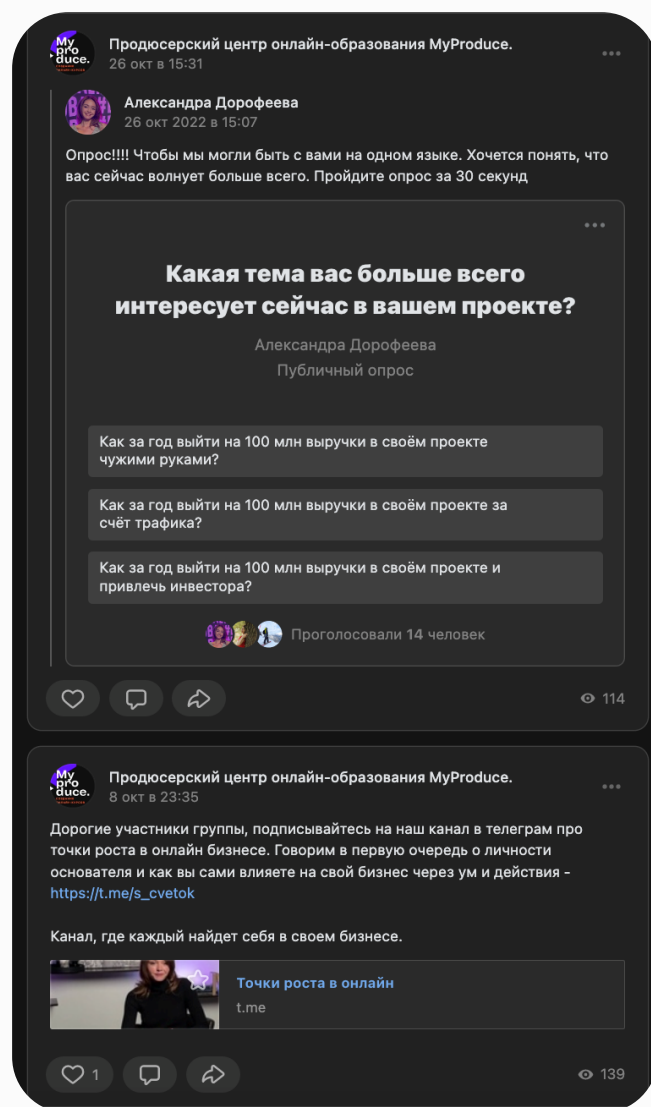 My
pro
duce.
Продюсерский центр онлайн-образования MyProduce.
26 окт в 15:31
Александра Дорофеева
26 окт 2022 в 15:07
Опрос!!!! Чтобы мы могли быть с вами на одном языке. Хочется понять, что
вас сейчас волнует больше всего. Пройдите опрос за 30 секунд
Какая тема вас больше всего
интересует сейчас в вашем проекте?
Александра Дорофеева
Публичный опрос
Как за год выйти на 100 млн выручки в своём проекте
чужими руками?
Как за год выйти на 100 млн выручки в своём проекте за
счёт трафика?
Как за год выйти на 100 млн выручки в своём проекте и
привлечь инвестора?
Проголосовали 14 человек
114
My
pro
duce.
Продюсерский центр онлайн-образования MyProduce.
8 окт в 23:35
Дорогие участники группы, подписывайтесь на наш канал в телеграм про
точки роста в онлайн бизнесе. Говорим в первую очередь о личности
основателя и как вы сами влияете на свой бизнес через ум и действия -
https://t.me/s_cvetok
Канал, где каждый найдет себя в своем бизнесе.
Точки роста в онлайн
t.me
1
139